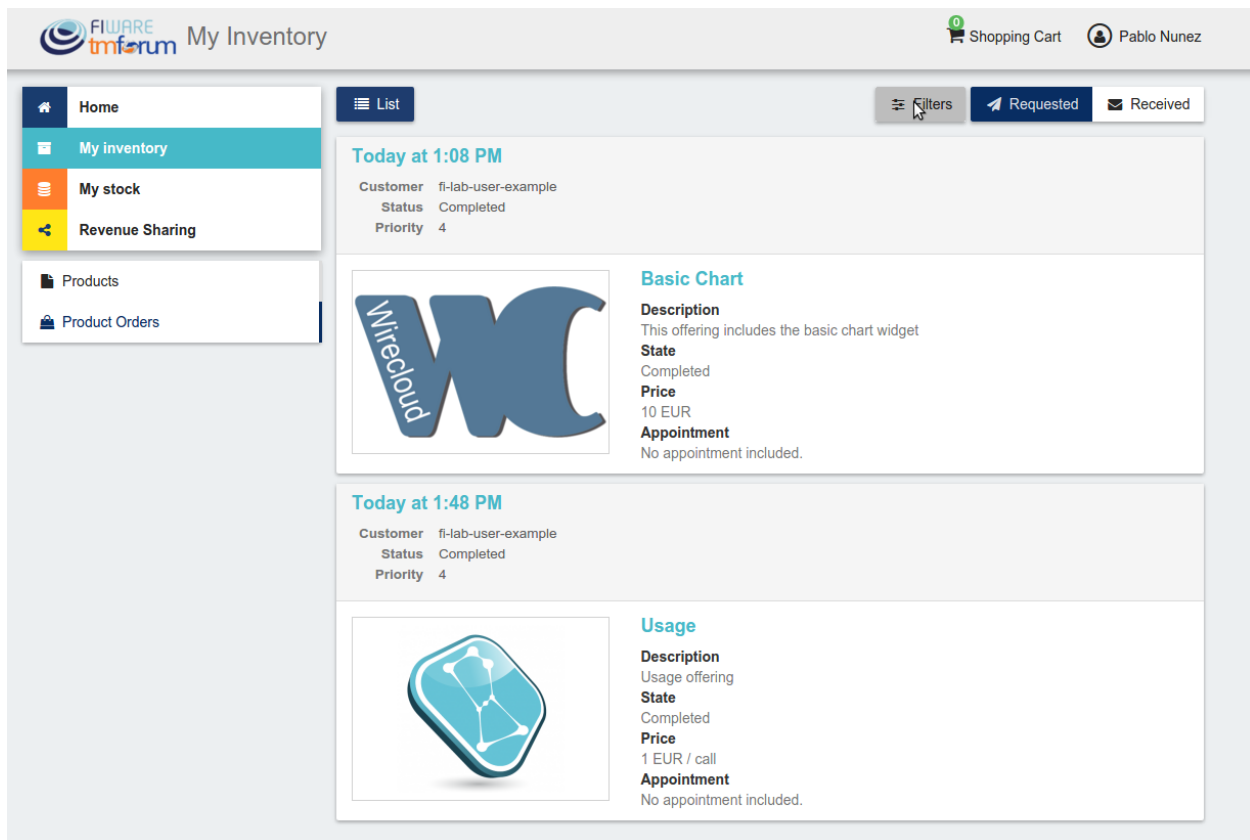 FIWARE
tmforum
My Inventory
0
Shopping Cart
Pablo Nunez
Home
My inventory
My stock
Revenue Sharing
Products
Product Orders
List
Filters
Requested
Received
Today at 1:08 PM
Customer fi-lab-user-example
Status Completed
Priority 4
Wirecloud
WC
Basic Chart
Description
This offering includes the basic chart widget
State
Completed
Price
10 EUR
Appointment
No appointment included.
Today at 1:48 PM
Customer fi-lab-user-example
Status Completed
Priority 4
Usage
Description
Usage offering
State
Completed
Price
1 EUR / call
Appointment
No appointment included.